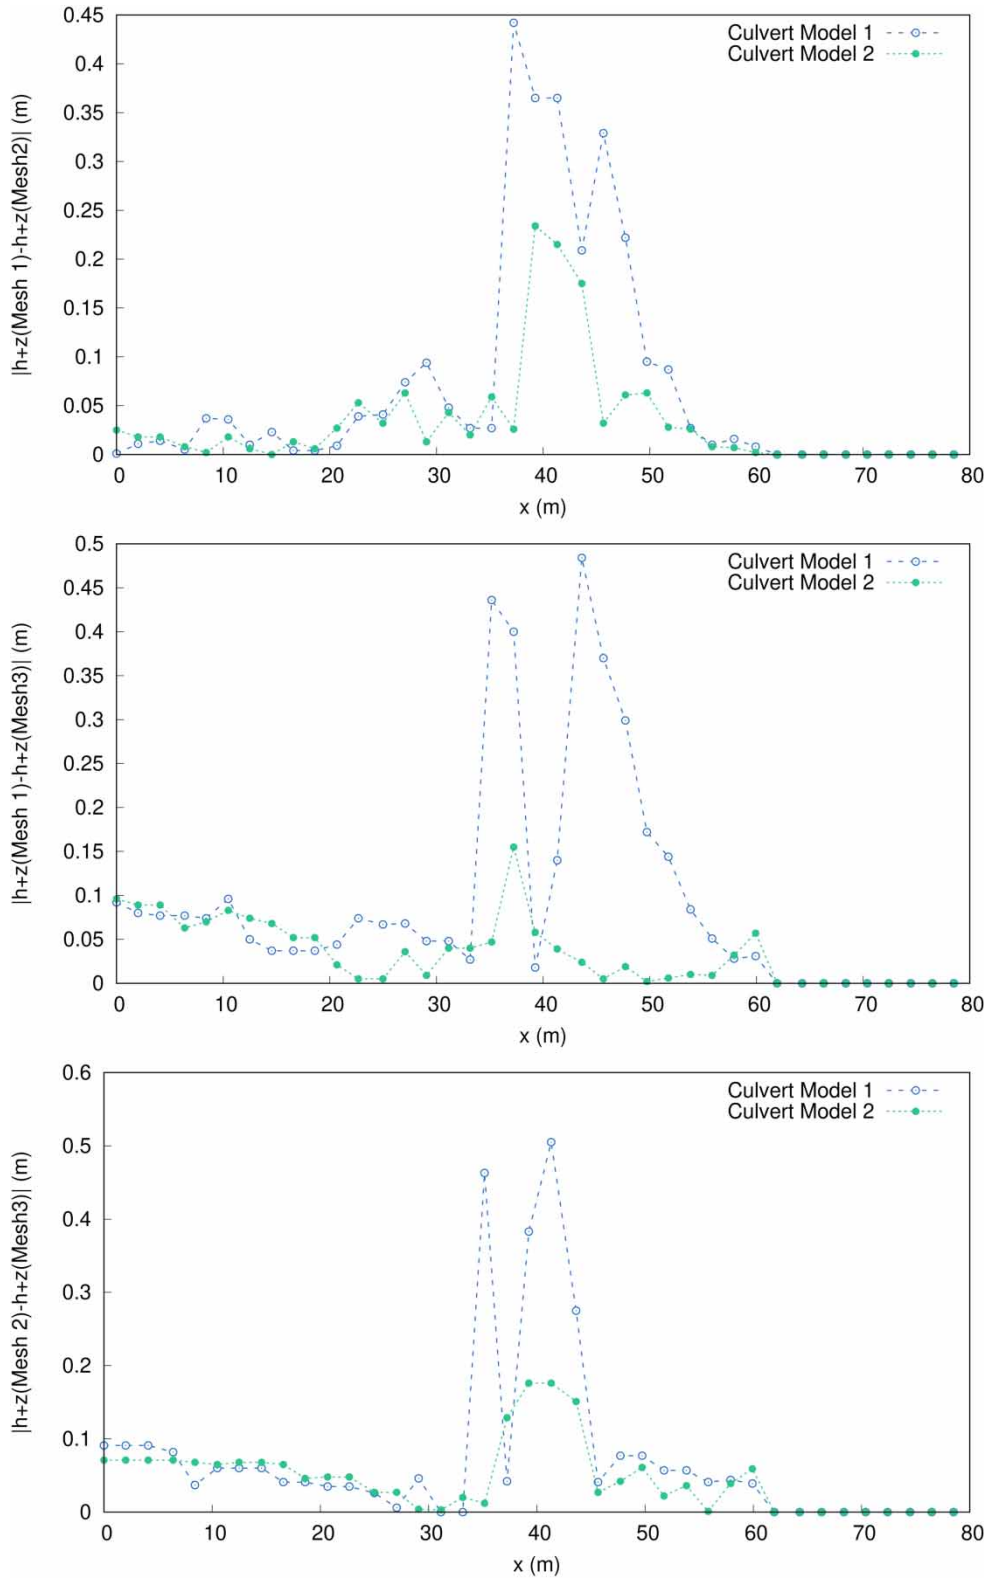 |h+z(Mesh 1)-h+z(Mesh2)| (m)
0.45
0.4
0.35
0.3
0.25
0.2
0.15
0.1
0.05
0
Culvert Model 1
Culvert Model 2
0 10 20 30 40 50 60 70 80
x (m)
|h+z(Mesh 1)-h+z(Mesh3)| (m)
0.5
0.45
0.4
0.35
0.3
0.25
0.2
0.15
0.1
0.05
0
Culvert Model 1
Culvert Model 2
0 10 20 30 40 50 60 70 80
x (m)
|h+z(Mesh 2)-h+z(Mesh3)| (m)
0.6
0.5
0.4
0.3
0.2
0.1
0
Culvert Model 1
Culvert Model 2
0 10 20 30 40 50 60 70 80
x (m)